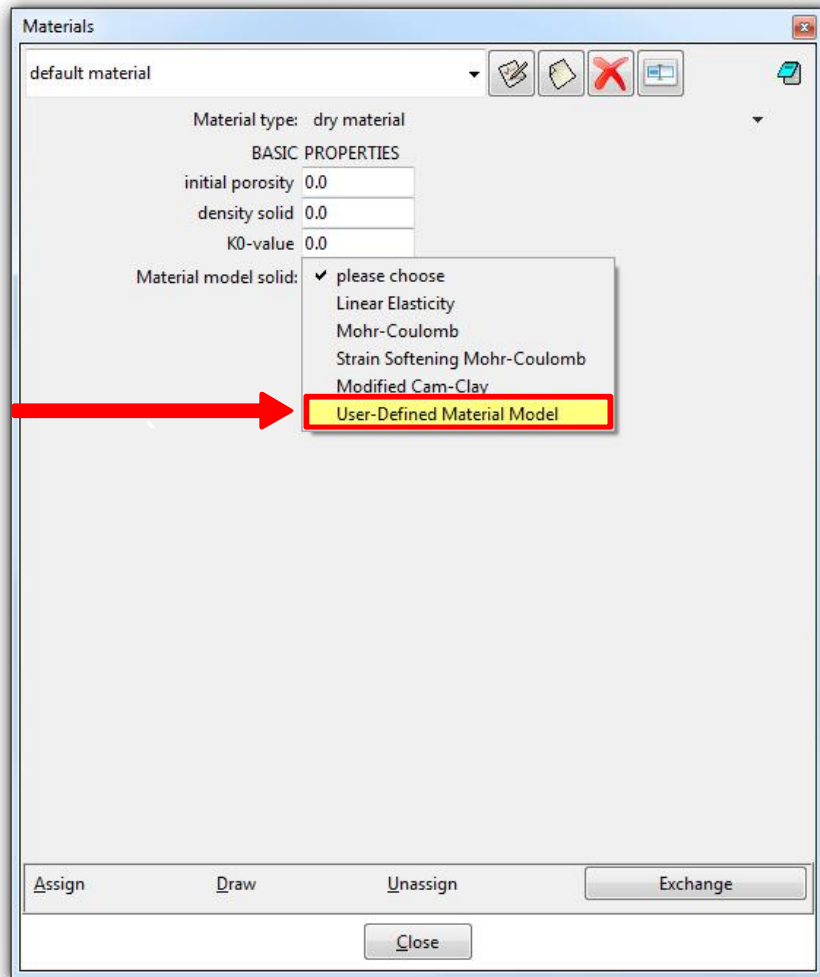 Materials
default material
Material type: dry material
BASIC PROPERTIES
initial porosity 0.0
density solid 0.0
K0-value 0.0
Material model solid: ✓ please choose
Linear Elasticity
Mohr-Coulomb
Strain Softening Mohr-Coulomb
Modified Cam-Clay
User-Defined Material Model
Assign Draw Unassign Exchange
Close